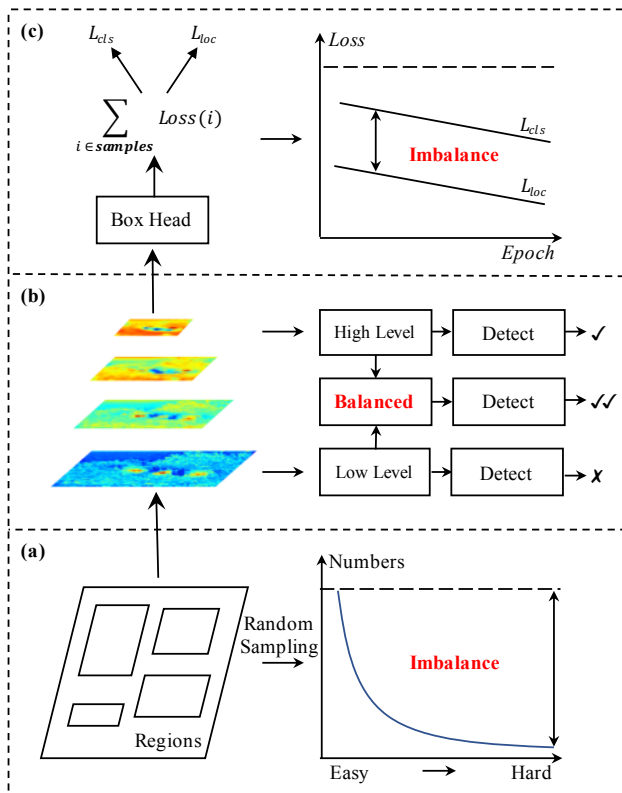 (c)
L_cls
L_loc
∑ Loss(i)
i∈samples
Box Head
Loss
L_cls
Imbalance
L_loc
Epoch
(b)
High Level
Detect
✓
Balanced
Detect
✓✓
Low Level
Detect
✗
(a)
Regions
Random
Sampling
Numbers
Imbalance
Easy
Hard